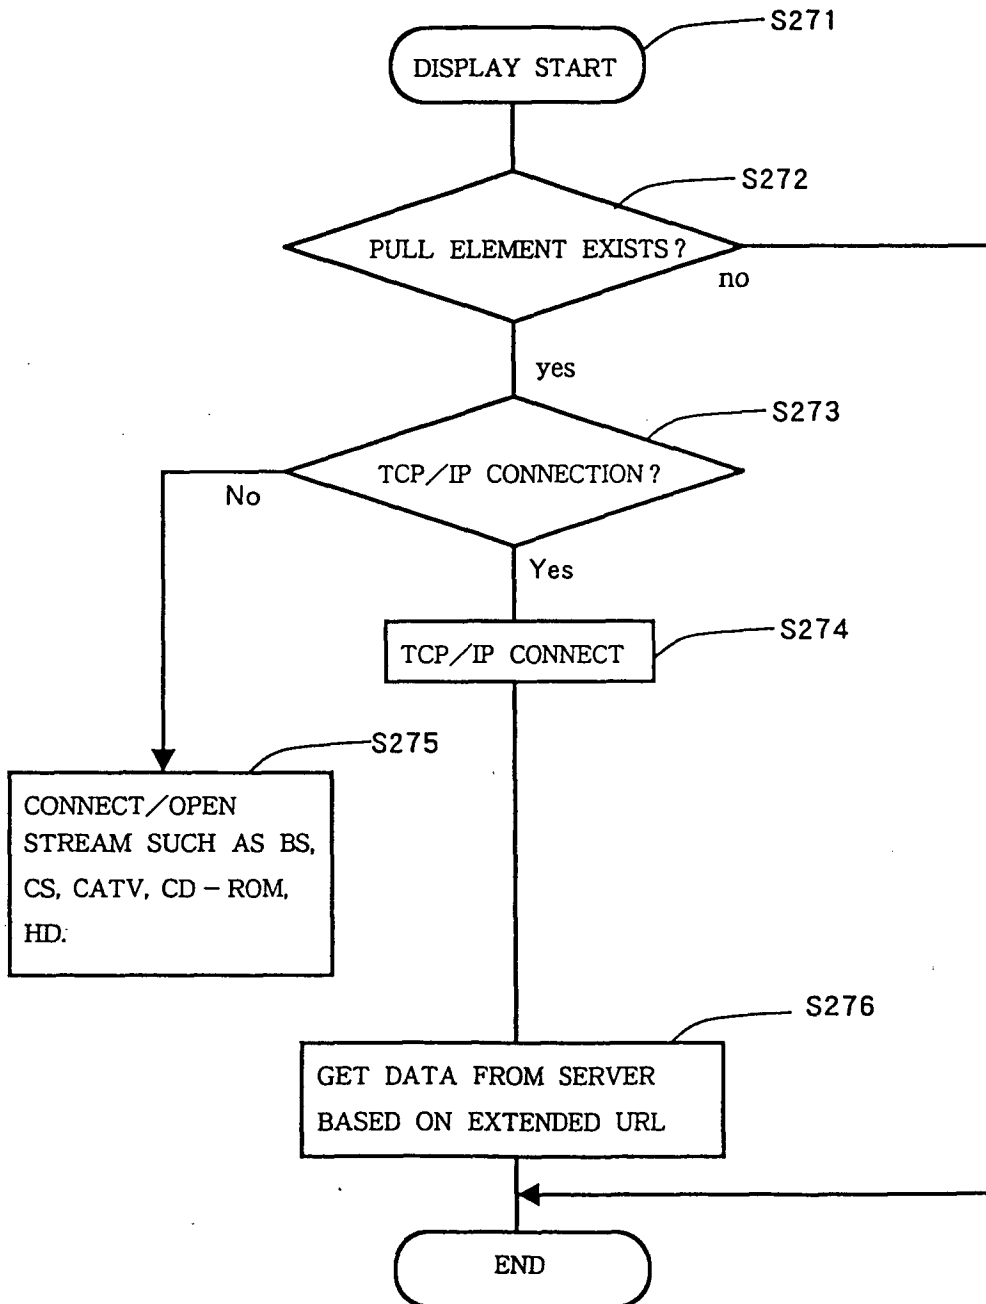 S271
DISPLAY START
S272
PULL ELEMENT EXISTS?
no
yes
S273
TCP/IP CONNECTION?
No
Yes
S274
TCP/IP CONNECT
S275
CONNECT/OPEN
STREAM SUCH AS BS,
CS, CATV, CD-ROM,
HD.
S276
GET DATA FROM SERVER
BASED ON EXTENDED URL
END